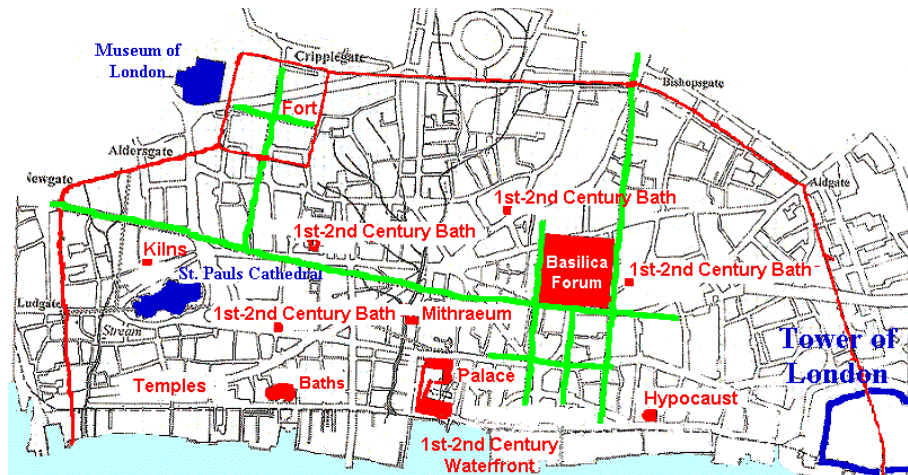 Museum of
London
Cripplegate
Bishopsgate
Fort
Aldersgate
Newgate
Aldgate
1st-2nd Century Bath
1st-2nd Century Bath
Kilns
Basilica
Forum
St. Pauls Cathedral
1st-2nd Century Bath
Ludgate
Stream
1st-2nd Century Bath
Mithraeum
Tower of
London
Temples
Baths
Palace
Hypocaust
1st-2nd Century
Waterfront